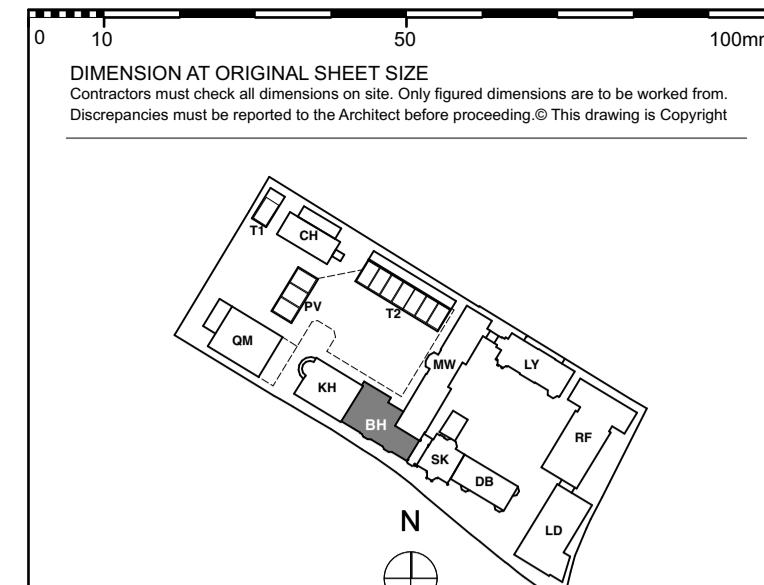 0 10 50 100mm
DIMENSION AT ORIGINAL SHEET SIZE
Contractors must check all dimensions on site. Only figured dimensions are to be worked from.
Discrepancies must be reported to the Architect before proceeding.© This drawing is Copyright
T1
CH
PV
T2
QM
MW
LY
KH
BH
RF
SK
DB
N
LD